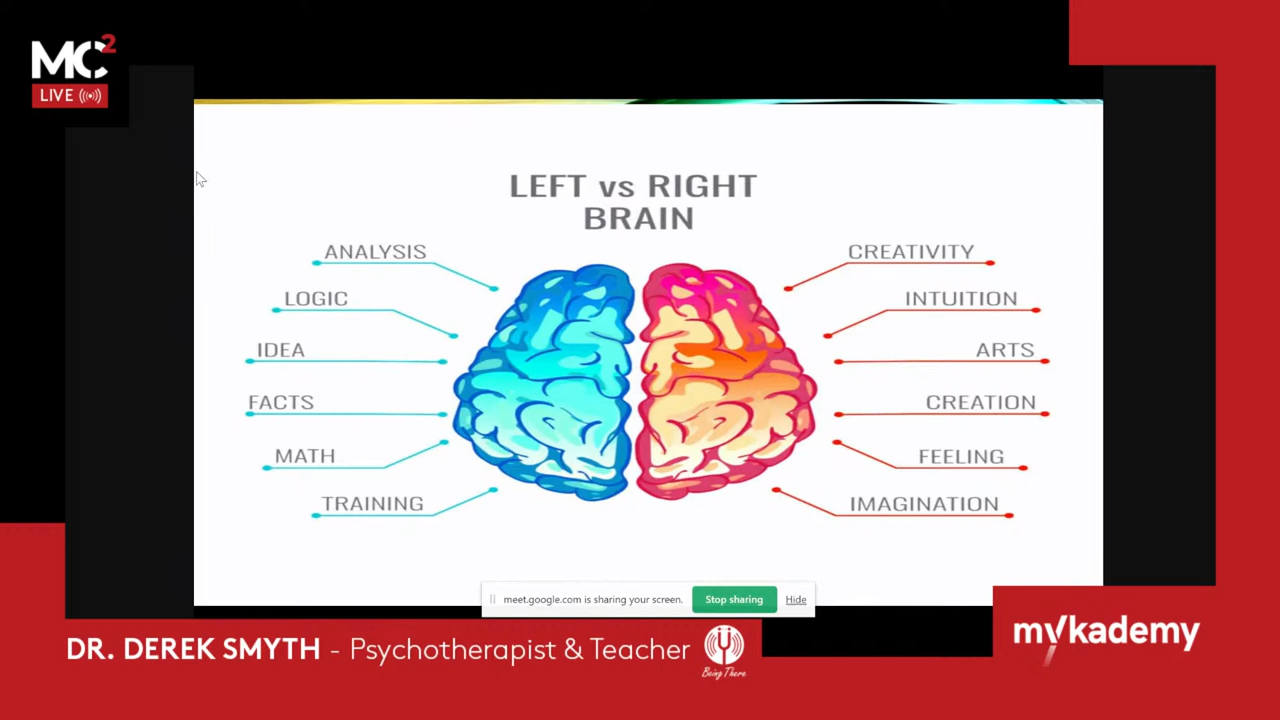 MC2
LIVE
LEFT vs RIGHT
BRAIN
ANALYSIS
LOGIC
IDEA
FACTS
MATH
TRAINING
CREATIVITY
INTUITION
ARTS
CREATION
FEELING
IMAGINATION
meet.google.com is sharing your screen. Stop sharing Hide
DR. DEREK SMYTH - Psychotherapist & Teacher
Being There
mykademy